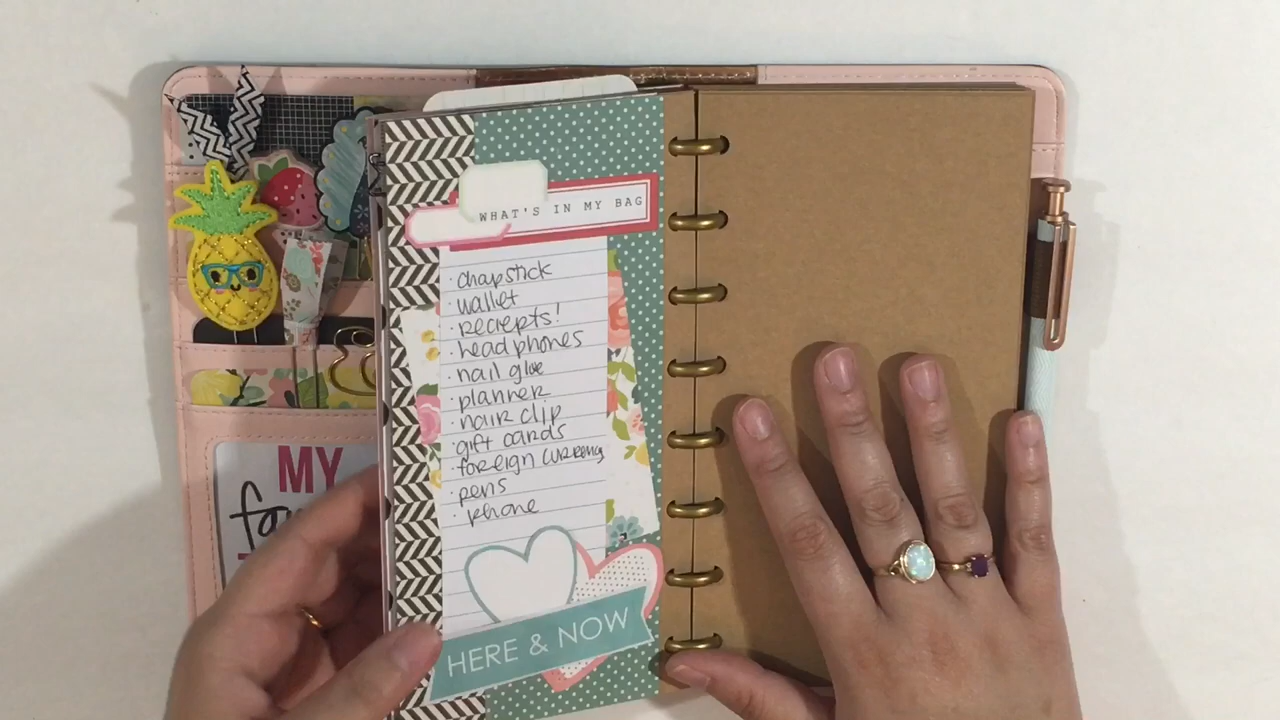 WHAT'S IN MY BAG
· chapstick
· wallet
· reciepts!
· headphones
· nail glue
· planner
· hair clip
· gift cards
· foreign currency
· pens
· phone
HERE & NOW
MY